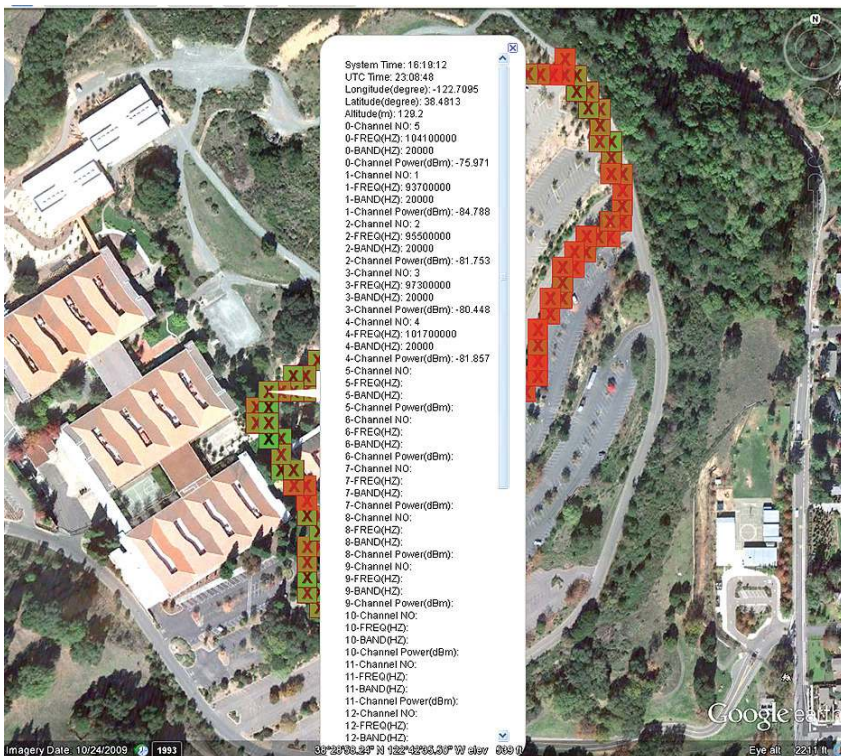 System Time: 16:19:12
UTC Time: 23:08:48
Longitude(degree): -122.7095
Latitude(degree): 38.4813
Altitude(m): 129.2
0-Channel NO: 5
0-FREQ(HZ): 104100000
0-BAND(HZ): 20000
0-Channel Power(dBm): -75.971
1-Channel NO: 1
1-FREQ(HZ): 93700000
1-BAND(HZ): 20000
1-Channel Power(dBm): -84.788
2-Channel NO: 2
2-FREQ(HZ): 95500000
2-BAND(HZ): 20000
2-Channel Power(dBm): -81.753
3-Channel NO: 3
3-FREQ(HZ): 97300000
3-BAND(HZ): 20000
3-Channel Power(dBm): -80.448
4-Channel NO: 4
4-FREQ(HZ): 101700000
4-BAND(HZ): 20000
4-Channel Power(dBm): -81.857
5-Channel NO:
5-FREQ(HZ):
5-BAND(HZ):
5-Channel Power(dBm):
6-Channel NO:
6-FREQ(HZ):
6-BAND(HZ):
6-Channel Power(dBm):
7-Channel NO:
7-FREQ(HZ):
7-BAND(HZ):
7-Channel Power(dBm):
8-Channel NO:
8-FREQ(HZ):
8-BAND(HZ):
8-Channel Power(dBm):
9-Channel NO:
9-FREQ(HZ):
9-BAND(HZ):
9-Channel Power(dBm):
10-Channel NO:
10-FREQ(HZ):
10-BAND(HZ):
10-Channel Power(dBm):
11-Channel NO:
11-FREQ(HZ):
11-BAND(HZ):
11-Channel Power(dBm):
12-Channel NO:
12-FREQ(HZ):
12-BAND(HZ):
N
Google earth
Imagery Date: 10/24/2009 1993
W elev
Eye alt 2211 ft